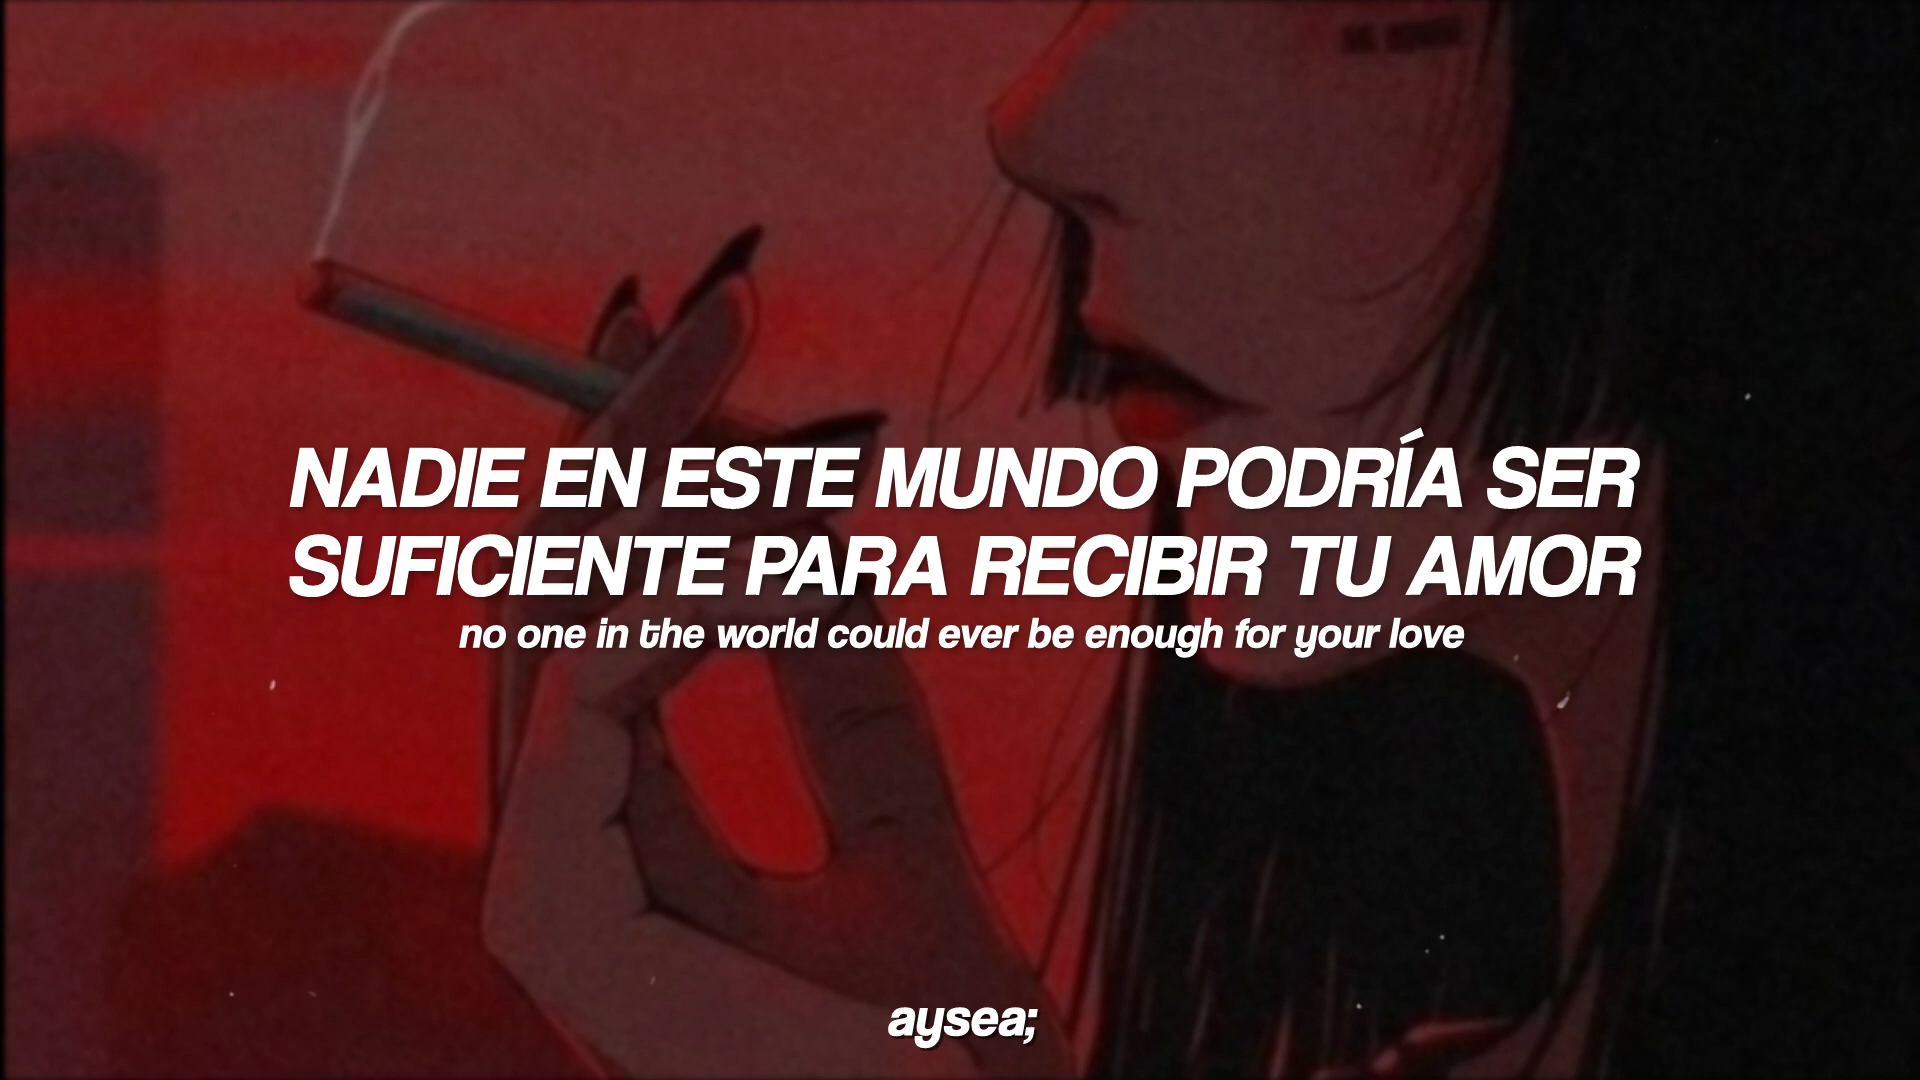 NADIE EN ESTE MUNDO PODRÍA SER
SUFICIENTE PARA RECIBIR TU AMOR
no one in the world could ever be enough for your love
aysea;